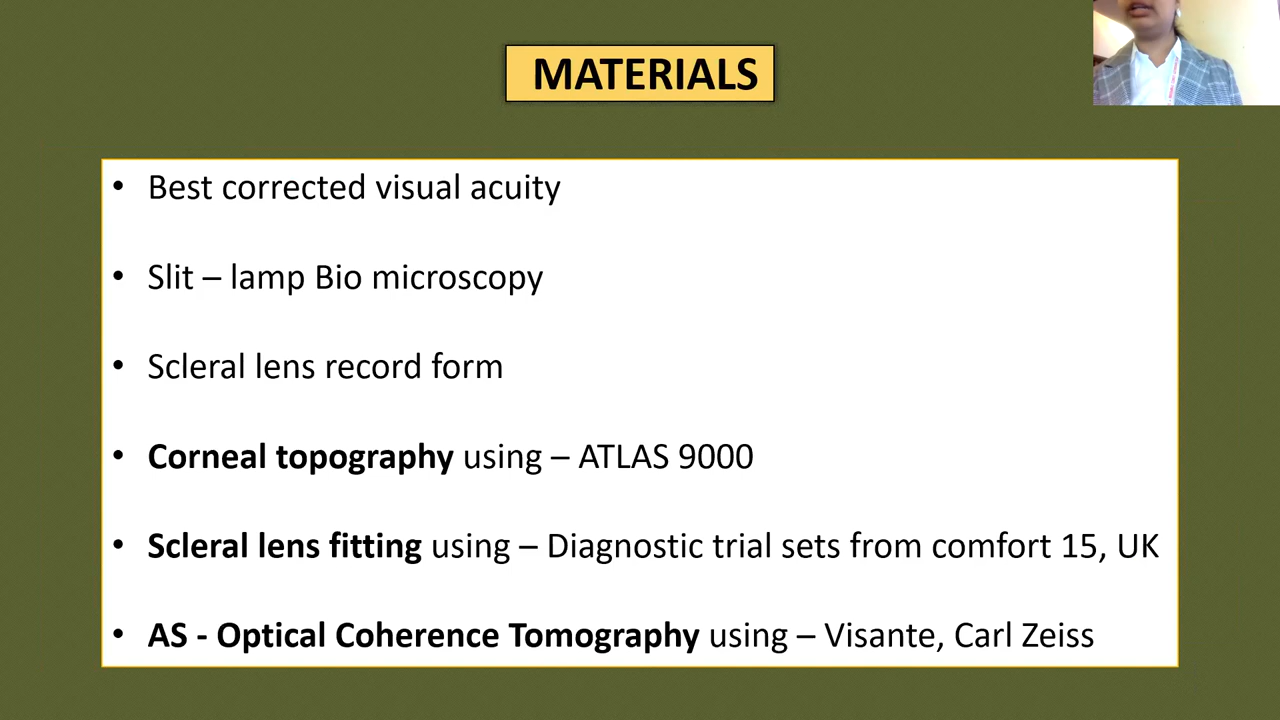 MATERIALS
• Best corrected visual acuity
• Slit – lamp Bio microscopy
• Scleral lens record form
• Corneal topography using – ATLAS 9000
• Scleral lens fitting using – Diagnostic trial sets from comfort 15, UK
• AS - Optical Coherence Tomography using – Visante, Carl Zeiss